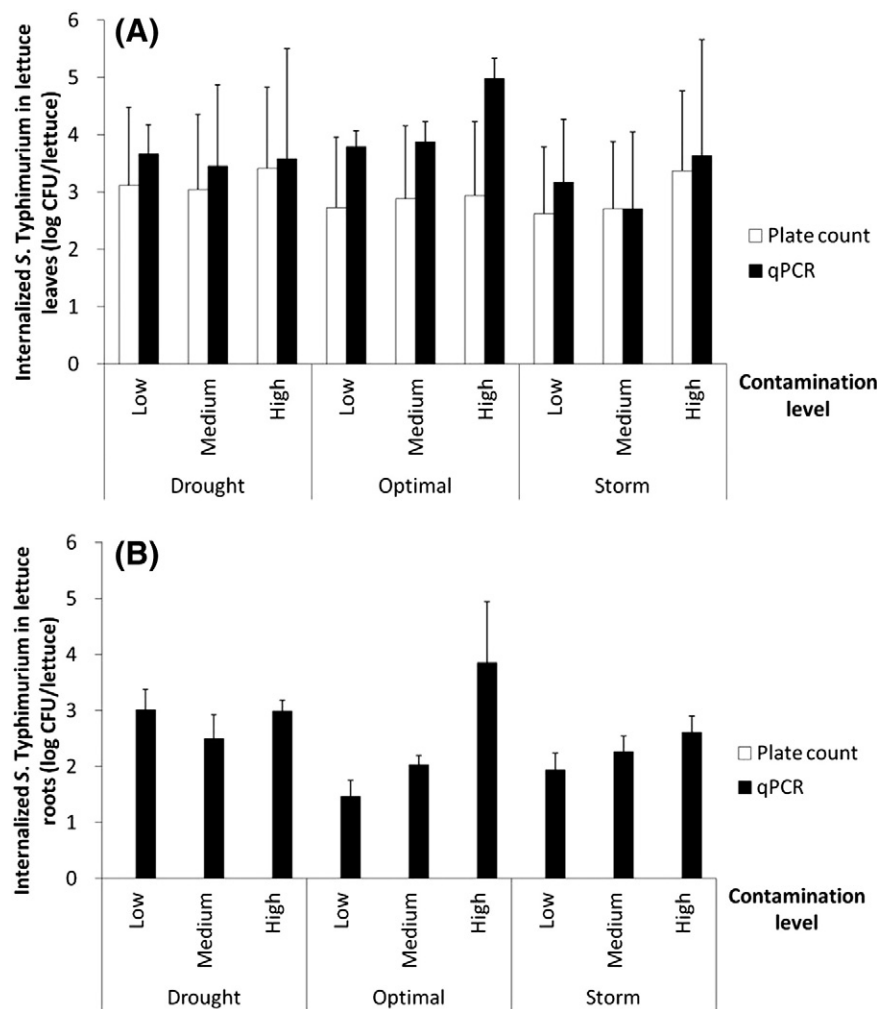 (A)
Internalized S. Typhimurium in lettuce
leaves (log CFU/lettuce)
6
5
4
3
2
1
0
Low
Medium
High
Low
Medium
High
Low
Medium
High
Drought
Optimal
Storm
Plate count
qPCR
Contamination
level
(B)
Internalized S. Typhimurium in lettuce
roots (log CFU/lettuce)
6
5
4
3
2
1
0
Low
Medium
High
Low
Medium
High
Low
Medium
High
Drought
Optimal
Storm
Plate count
qPCR
Contamination
level